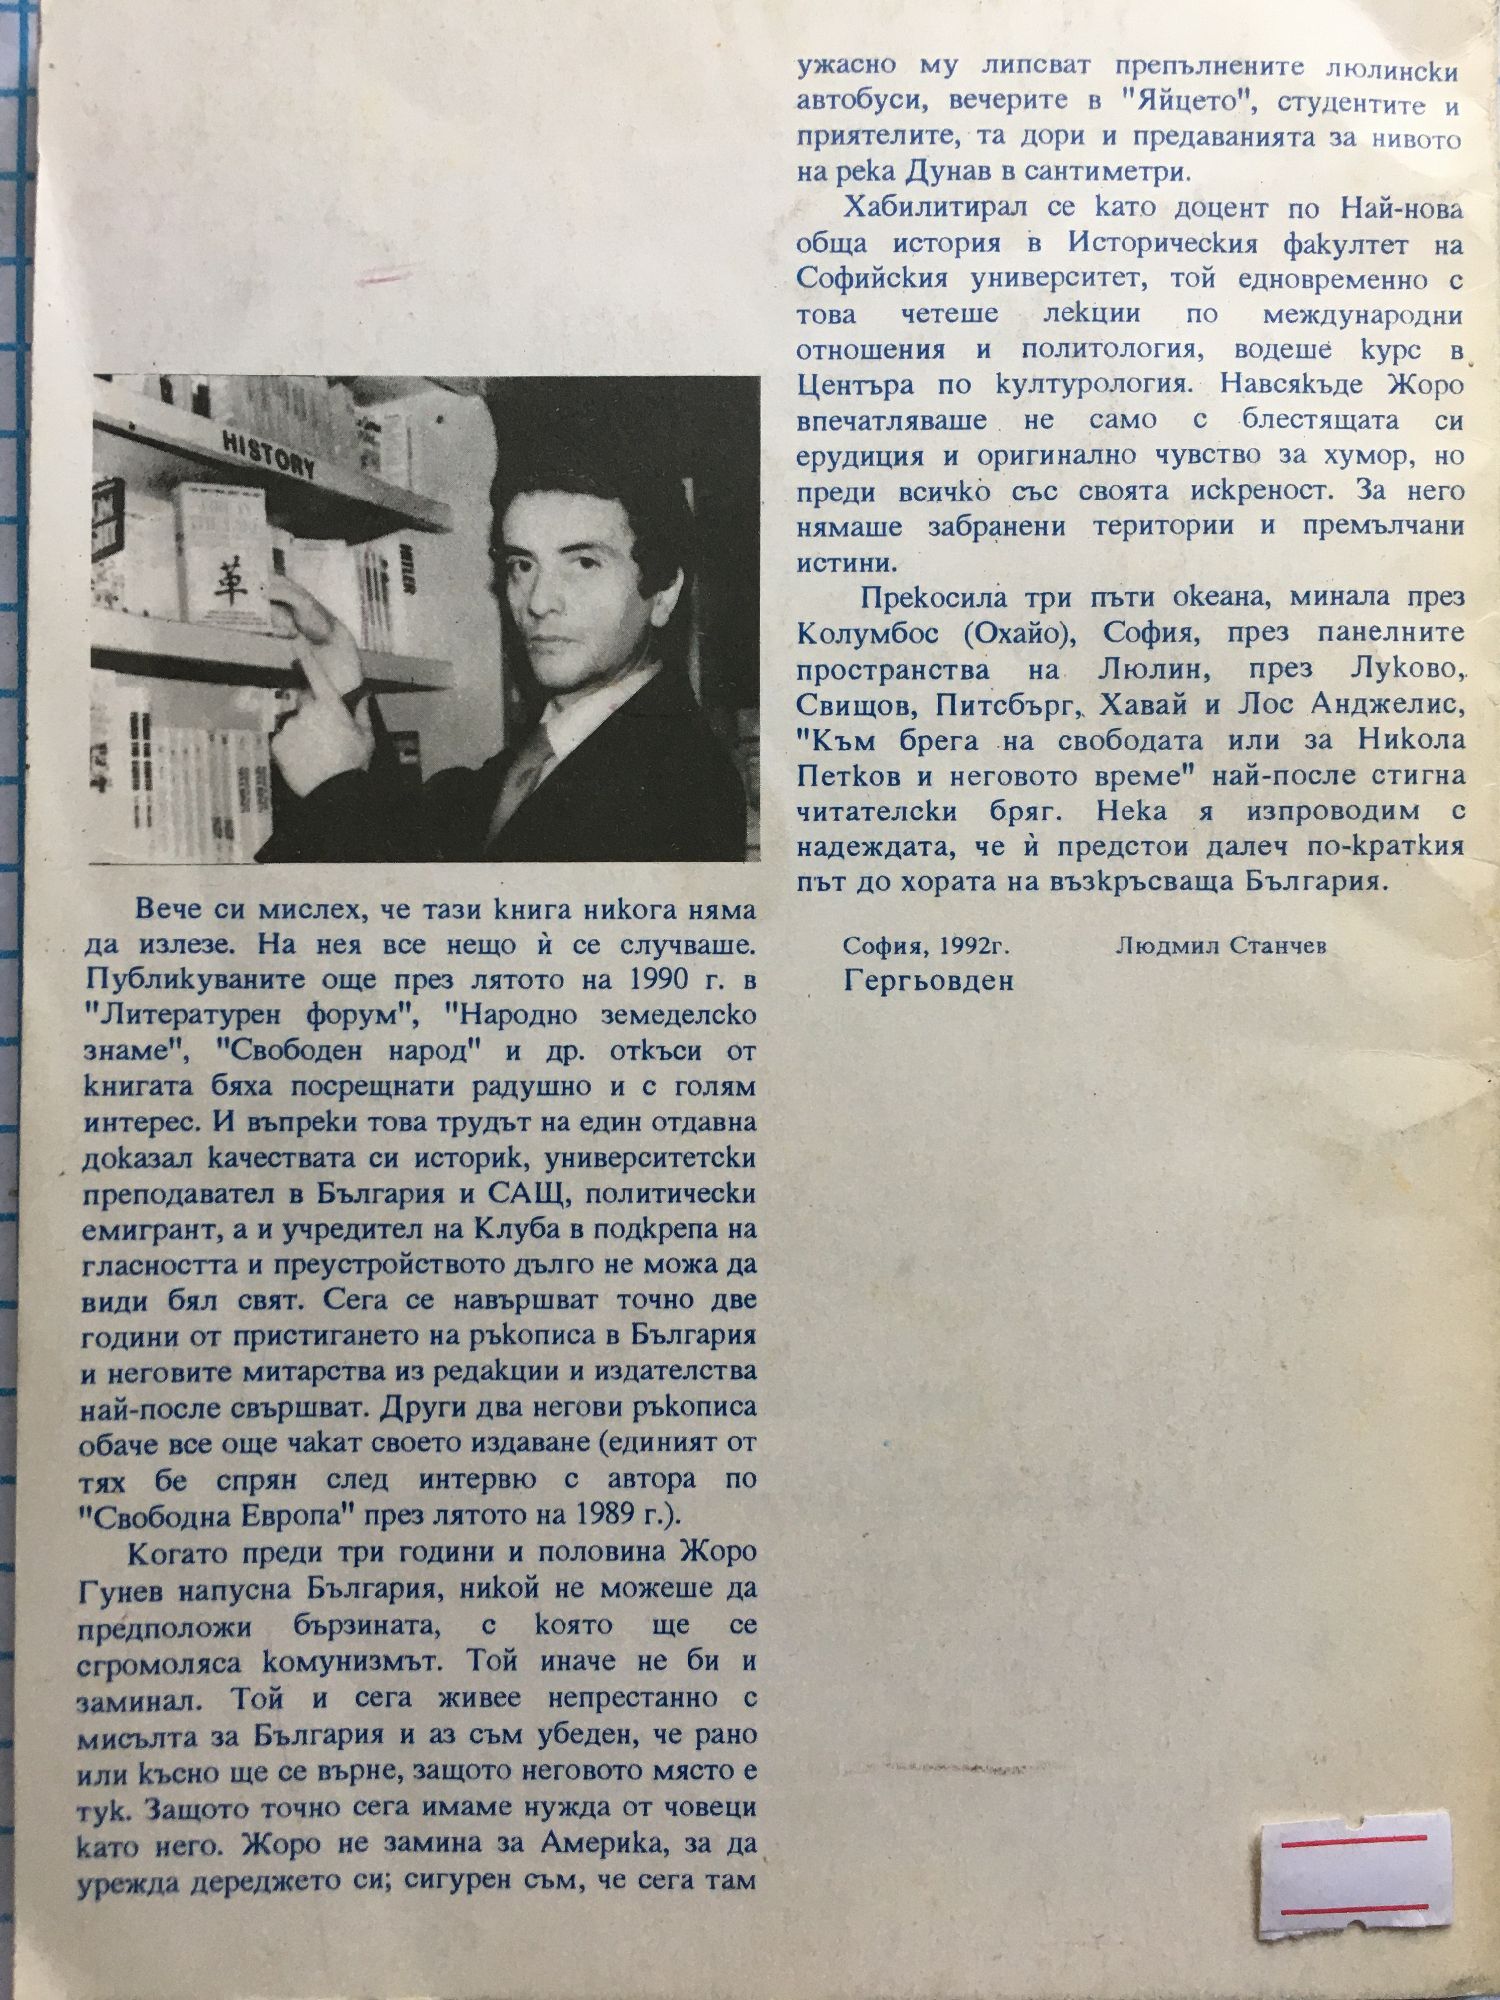 HISTORY
革
HITLER
Вече си мислех, че тази книга никога няма
да излезе. На нея все нещо ѝ се случваше.
Публикуваните още през лятото на 1990 г. в
"Литературен форум", "Народно земеделско
знаме", "Свободен народ" и др. откъси от
книгата бяха посрещнати радушно и с голям
интерес. И въпреки това трудът на един отдавна
доказал качествата си историк, университетски
преподавател в България и САЩ, политически
емигрант, а и учредител на Клуба в подкрепа на
гласността и преустройството дълго не можа да
види бял свят. Сега се навършват точно две
години от пристигането на ръкописа в България
и неговите митарства из редакции и издателства
най-после свършват. Други два негови ръкописа
обаче все още чакат своето издаване (единият от
тях бе спрян след интервю с автора по
"Свободна Европа" през лятото на 1989 г.).
Когато преди три години и половина Жоро
Гунев напусна България, никой не можеше да
предположи бързината, с която ще се
сгромоляса комунизмът. Той иначе не би и
заминал. Той и сега живее непрестанно с
мисълта за България и аз съм убеден, че рано
или късно ще се върне, защото неговото място е
тук. Защото точно сега имаме нужда от човеци
като него. Жоро не замина за Америка, за да
урежда дереджето си; сигурен съм, че сега там
ужасно му липсват препълнените люлински
автобуси, вечерите в "Яйцето", студентите и
приятелите, та дори и предаванията за нивото
на река Дунав в сантиметри.
Хабилитирал се като доцент по Най-нова
обща история в Историческия факултет на
Софийския университет, той едновременно с
това четеше лекции по международни
отношения и политология, водеше курс в
Центъра по културология. Навсякъде Жоро
впечатляваше не само с блестящата си
ерудиция и оригинално чувство за хумор, но
преди всичко със своята искреност. За него
нямаше забранени територии и премълчани
истини.
Прекосила три пъти океана, минала през
Колумбос (Охайо), София, през панелните
пространства на Люлин, през Луково,
Свищов, Питсбърг, Хавай и Лос Анджелис,
"Към брега на свободата или за Никола
Петков и неговото време" най-после стигна
читателски бряг. Нека я изпроводим с
надеждата, че ѝ предстои далеч по-краткия
път до хората на възкръсваща България.
София, 1992г. Людмил Станчев
Гергьовден